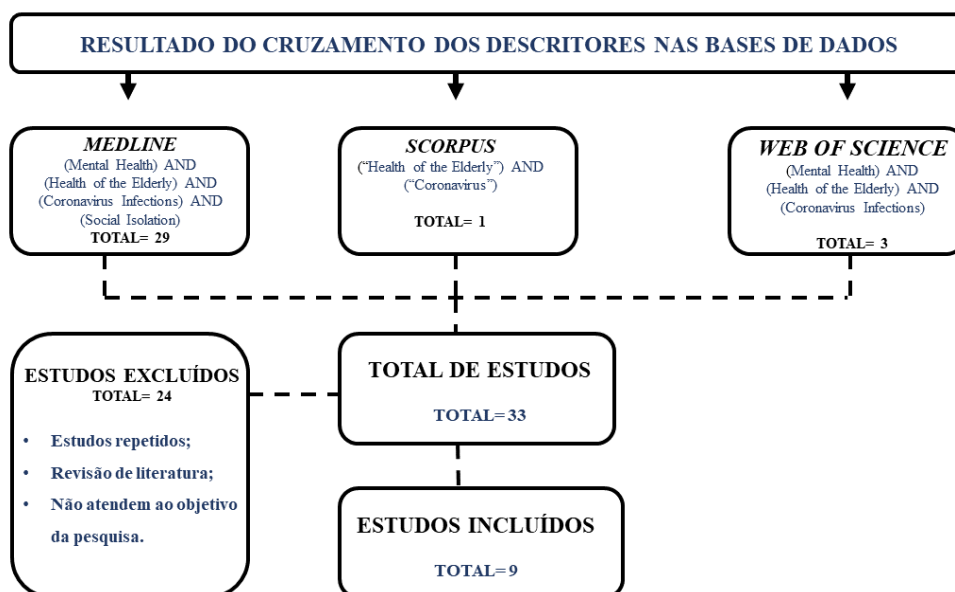 RESULTADO DO CRUZAMENTO DOS DESCRITORES NAS BASES DE DADOS
MEDLINE
(Mental Health) AND
(Health of the Elderly) AND
(Coronavirus Infections) AND
(Social Isolation)
TOTAL= 29
SCORPUS
("Health of the Elderly") AND
("Coronavirus")
TOTAL= 1
WEB OF SCIENCE
(Mental Health) AND
(Health of the Elderly) AND
(Coronavirus Infections)
TOTAL= 3
ESTUDOS EXCLUÍDOS
TOTAL= 24
• Estudos repetidos;
• Revisão de literatura;
• Não atendem ao objetivo
da pesquisa.
TOTAL DE ESTUDOS
TOTAL= 33
ESTUDOS INCLUÍDOS
TOTAL= 9